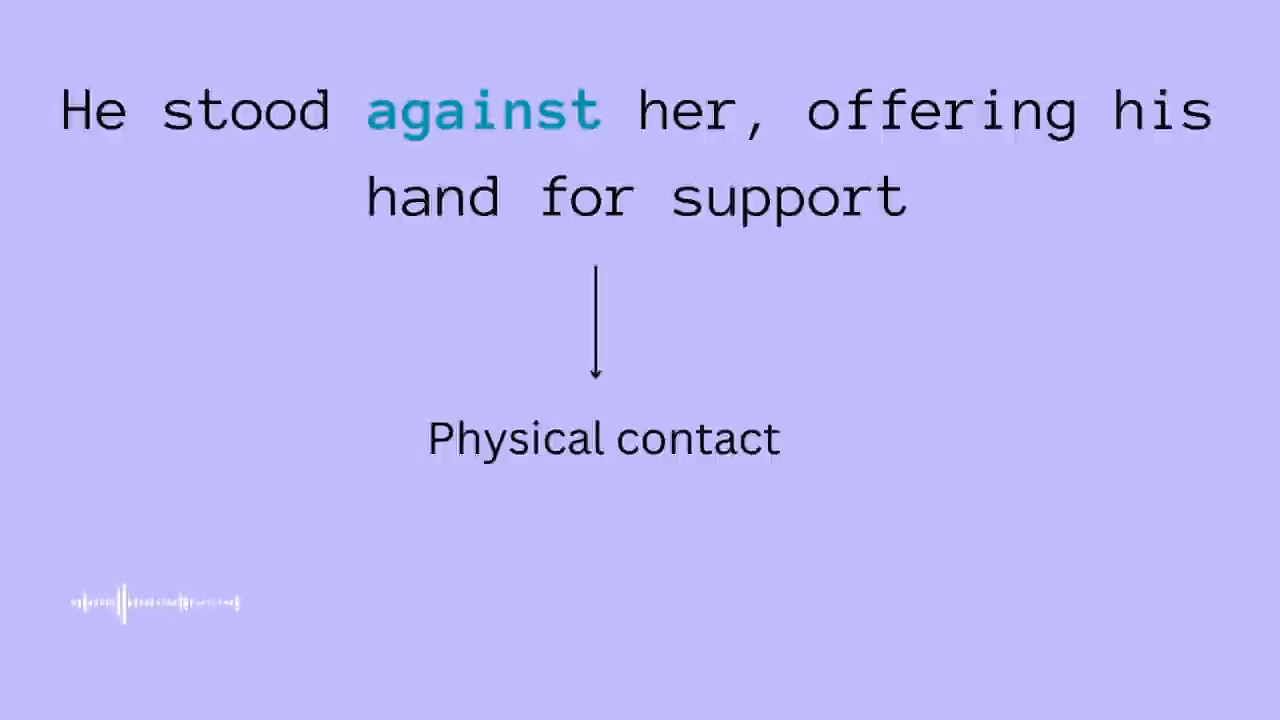 He stood against her, offering his
hand for support
Physical contact